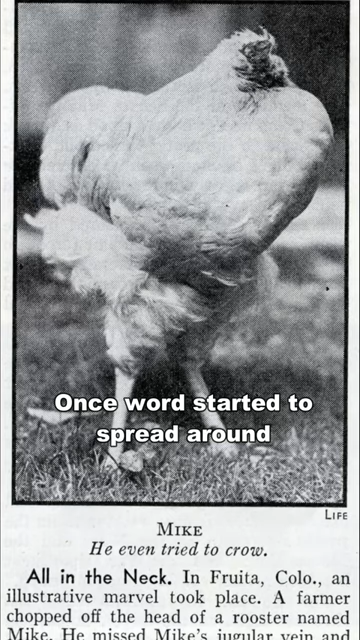 Once word started to
spread around
LIFE
MIKE
He even tried to crow.
All in the Neck. In Fruita, Colo., an
illustrative marvel took place. A farmer
chopped off the head of a rooster named
Mike. He missed Mike's jugular vein and